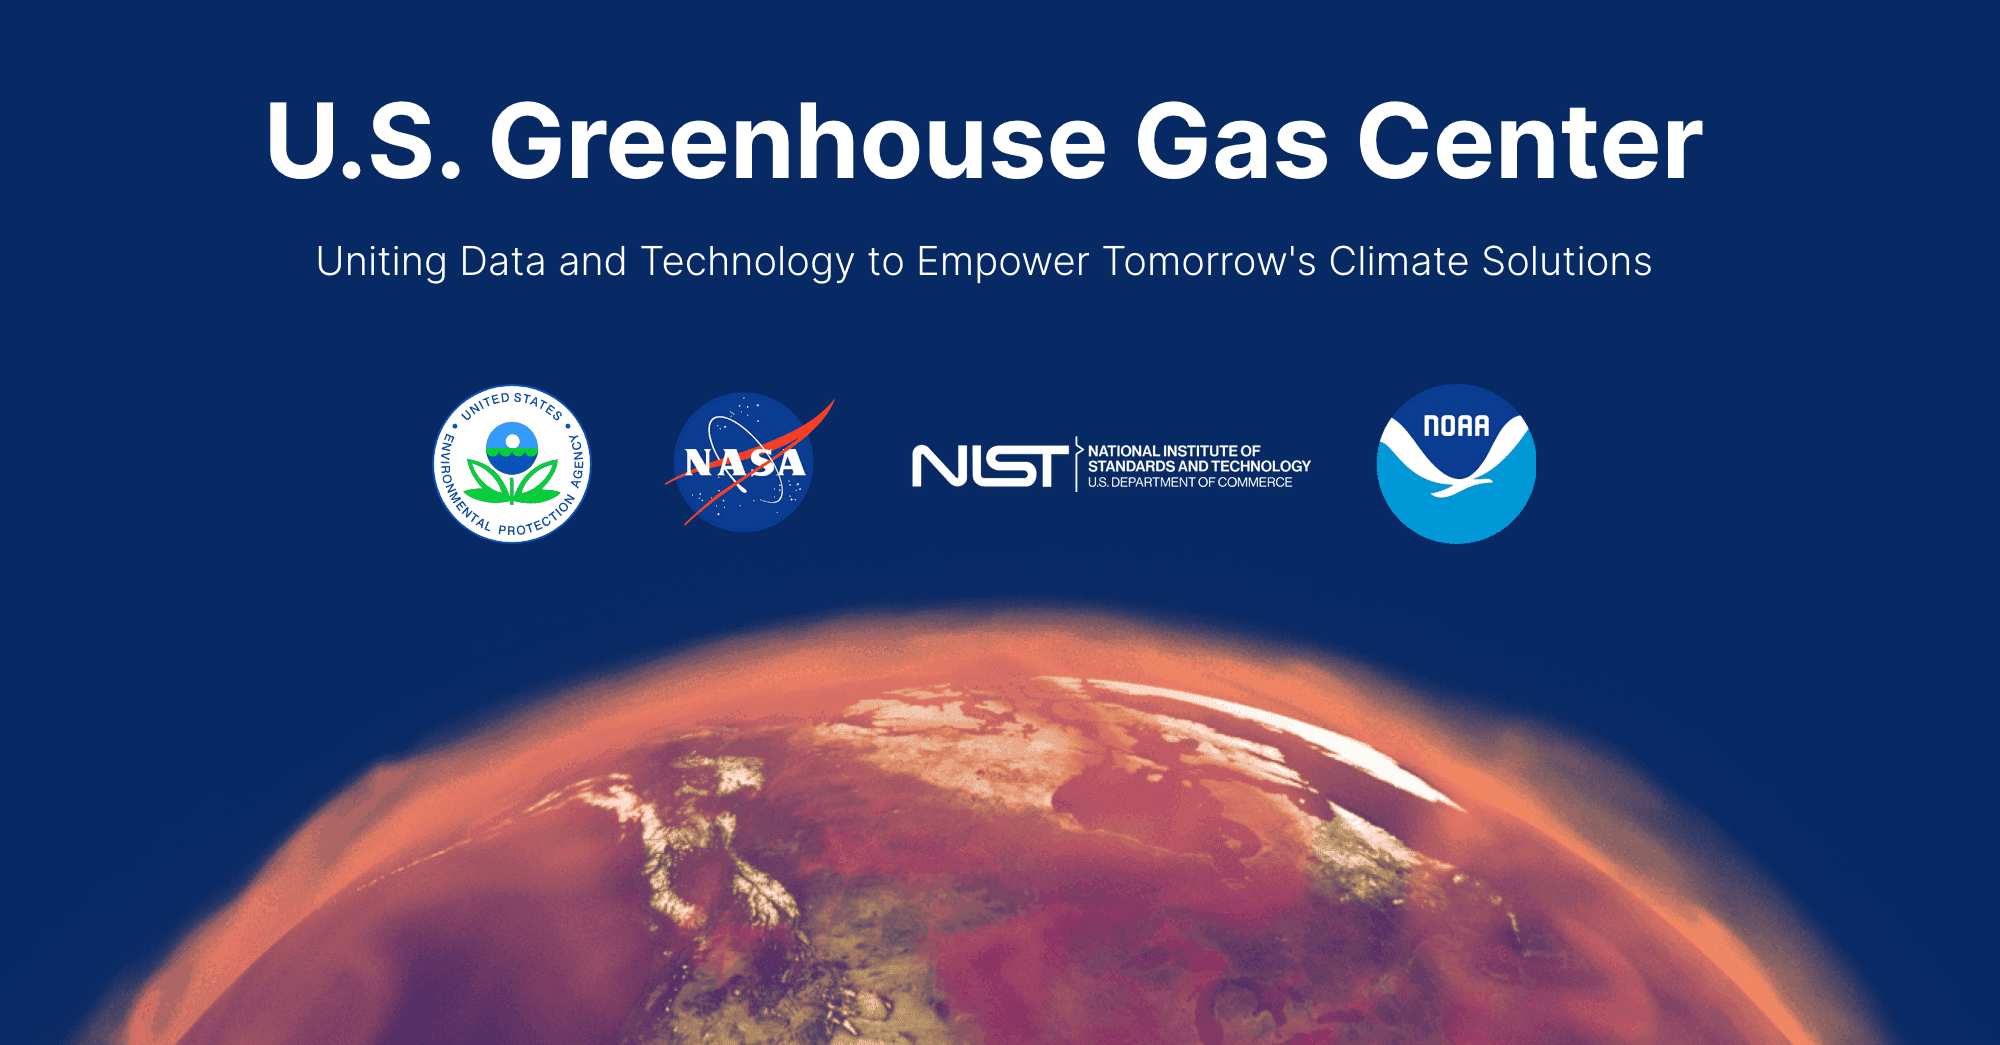 U.S. Greenhouse Gas Center
Uniting Data and Technology to Empower Tomorrow's Climate Solutions
UNITED STATES • ENVIRONMENTAL PROTECTION AGENCY •
NASA
NIST
NATIONAL INSTITUTE OF
STANDARDS AND TECHNOLOGY
U.S. DEPARTMENT OF COMMERCE
NOAA